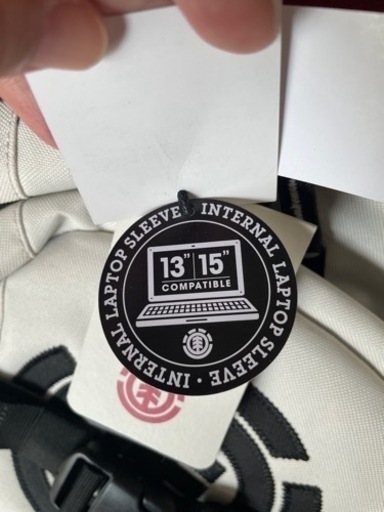 INTERNAL LAPTOP SLEEVE • INTERNAL LAPTOP SLEEVE •
13" 15"
COMPATIBLE